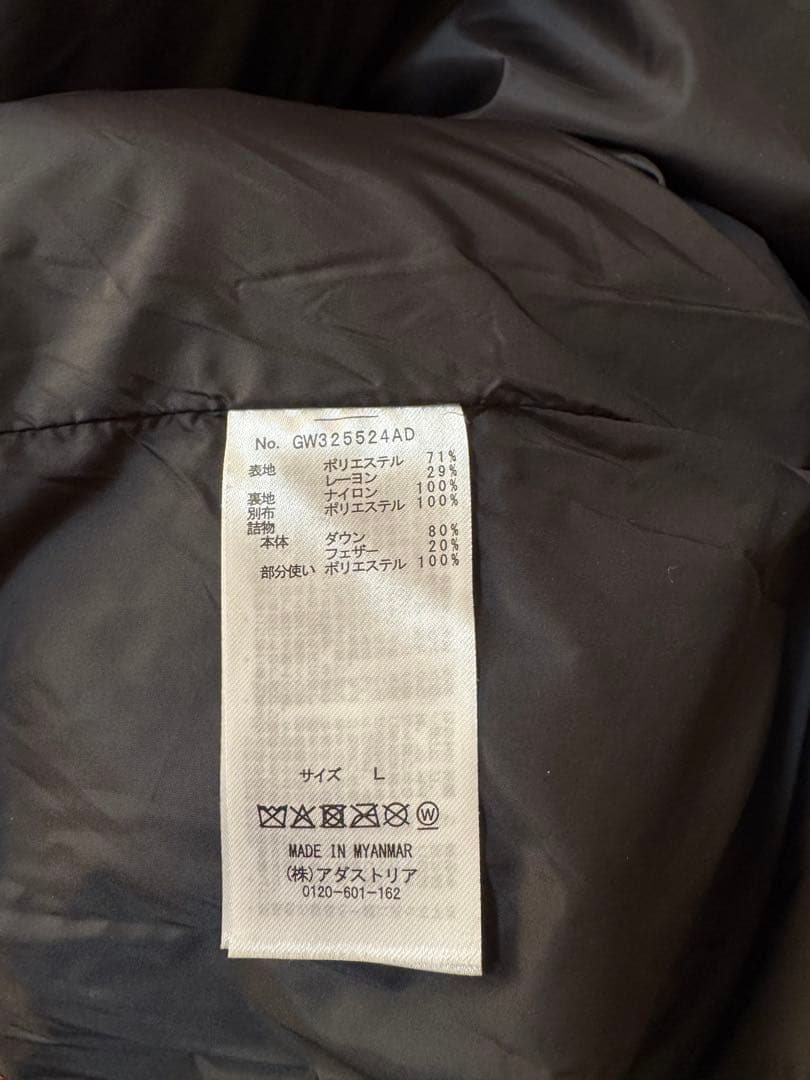 No. GW325524AD
表地 ポリエステル 71%
レーヨン 29%
裏地 ナイロン 100%
別布 ポリエステル 100%
詰物
本体 ダウン 80%
フェザー 20%
部分使い ポリエステル 100%
サイズ L
W
MADE IN MYANMAR
(株)アダストリア
0120-601-162